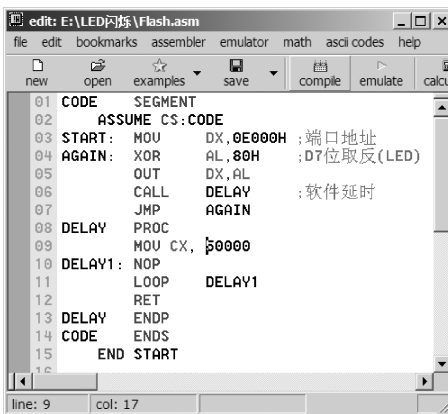 edit: E:\LED闪烁\Flash.asm
file edit bookmarks assembler emulator math ascii codes help
new open examples save compile emulate calcu
01 CODE SEGMENT
02 ASSUME CS:CODE
03 START: MOV DX,0E000H ;端口地址
04 AGAIN: XOR AL,80H ;D7位取反(LED)
05 OUT DX,AL
06 CALL DELAY ;软件延时
07 JMP AGAIN
08 DELAY PROC
09 MOV CX, 50000
10 DELAY1: NOP
11 LOOP DELAY1
12 RET
13 DELAY ENDP
14 CODE ENDS
15 END START
16
line: 9 col: 17